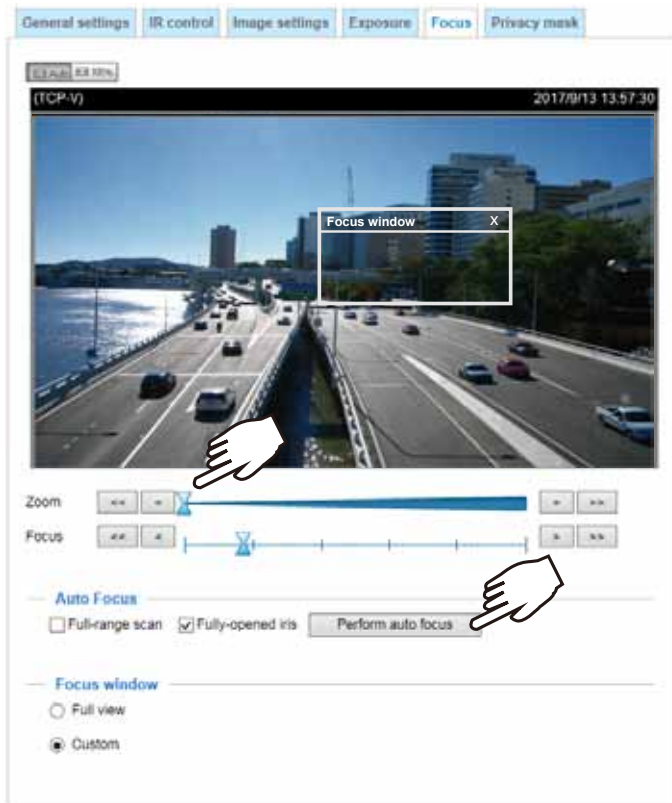 General settings IR control Image settings Exposure Focus Privacy mask
(TCP-V) 2017/9/13 13:57:30
Focus window X
Zoom << < > >>
Focus << < > >>
Auto Focus
Full-range scan Fully-opened iris Perform auto focus
Focus window
Full view
Custom